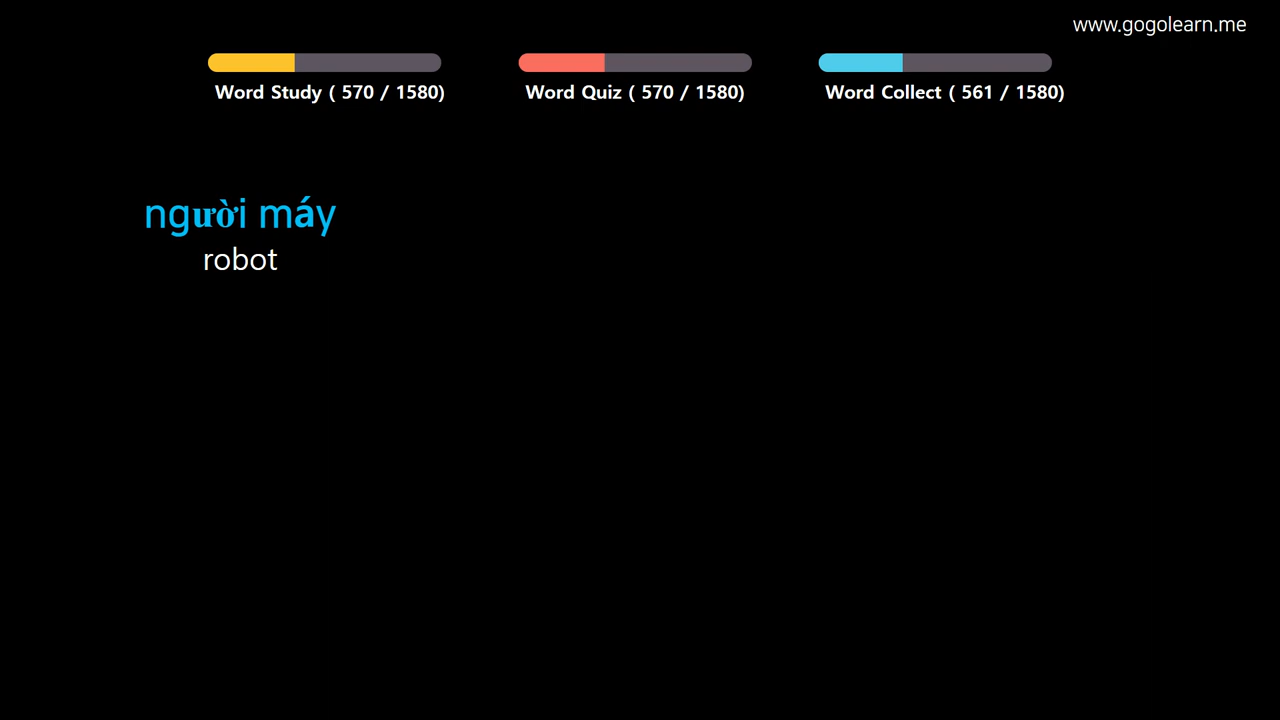 www.gogolearn.me
Word Study ( 570 / 1580)
Word Quiz ( 570 / 1580)
Word Collect ( 561 / 1580)
người máy
robot